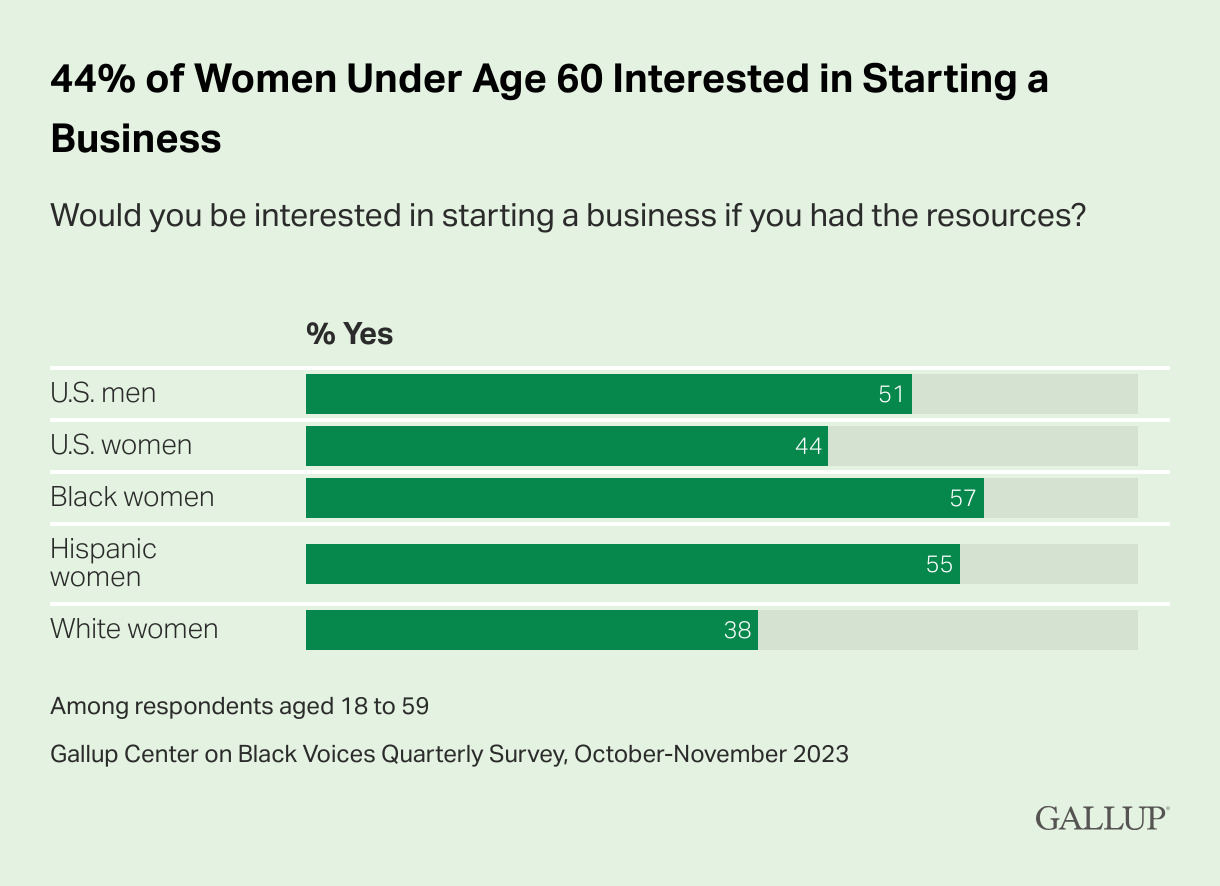 44% of Women Under Age 60 Interested in Starting a
Business
Would you be interested in starting a business if you had the resources?
% Yes
U.S. men 51
U.S. women 44
Black women 57
Hispanic
women 55
White women 38
Among respondents aged 18 to 59
Gallup Center on Black Voices Quarterly Survey, October-November 2023
GALLUP®